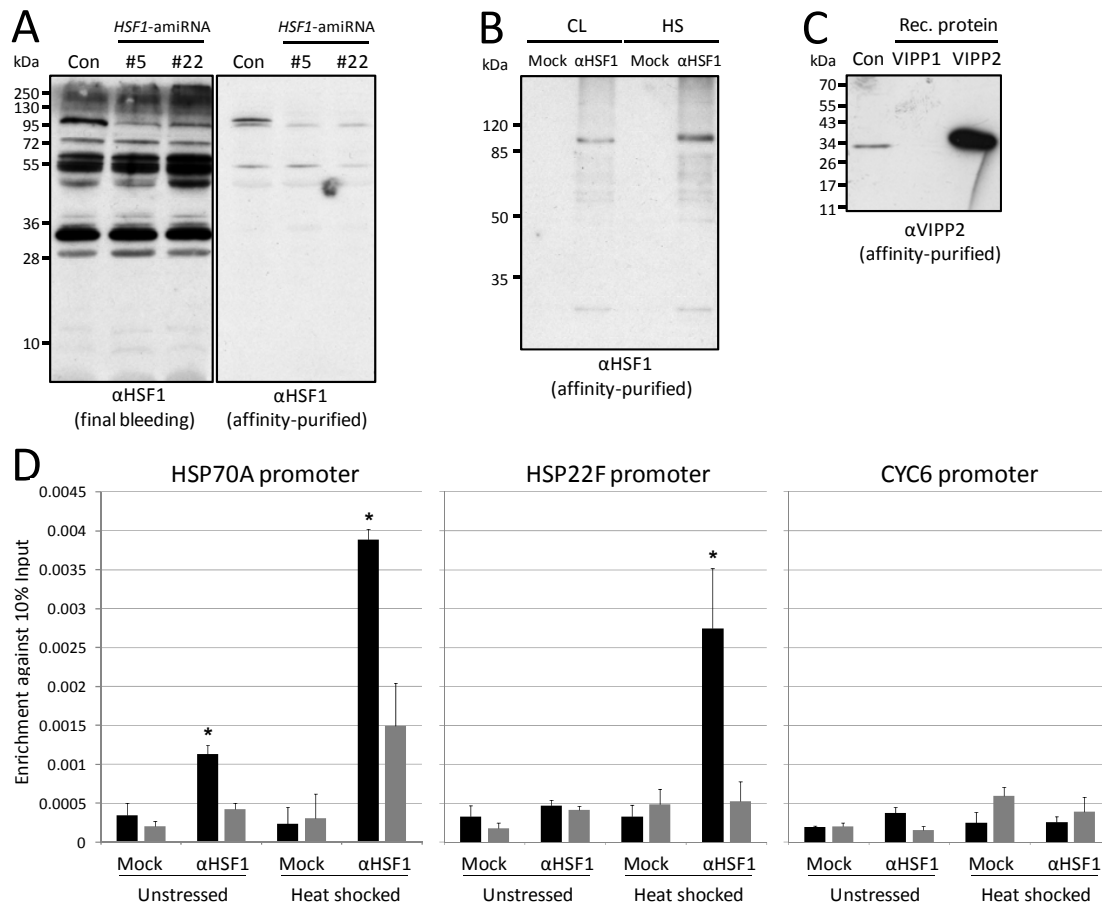 A
HSF1-amiRNA
HSF1-amiRNA
kDa
Con #5 #22
Con #5 #22
250
130
95
72
55
36
28
10
αHSF1
(final bleeding)
αHSF1
(affinity-purified)
B
CL HS
kDa
Mock αHSF1 Mock αHSF1
120
85
50
35
αHSF1
(affinity-purified)
C
Rec. protein
kDa
Con VIPP1 VIPP2
70
55
43
34
26
17
11
αVIPP2
(affinity-purified)
D
HSP70A promoter
HSP22F promoter
CYC6 promoter
Enrichment against 10% Input
0.0045
0.004
0.0035
0.003
0.0025
0.002
0.0015
0.001
0.0005
0
*
*
*
Mock αHSF1 Mock αHSF1
Unstressed Heat shocked
Mock αHSF1 Mock αHSF1
Unstressed Heat shocked
Mock αHSF1 Mock αHSF1
Unstressed Heat shocked